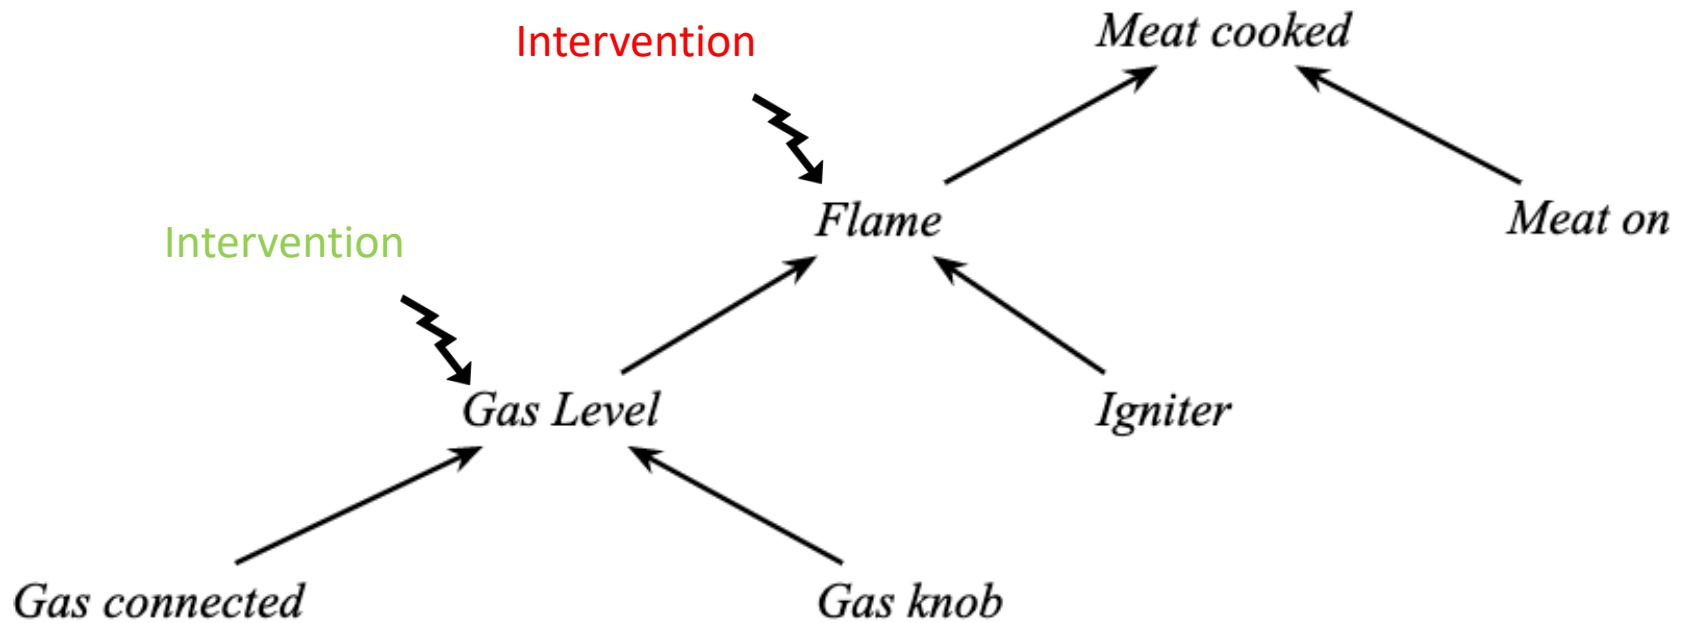 Meat cooked
Intervention
Flame
Meat on
Intervention
Gas Level
Igniter
Gas connected
Gas knob